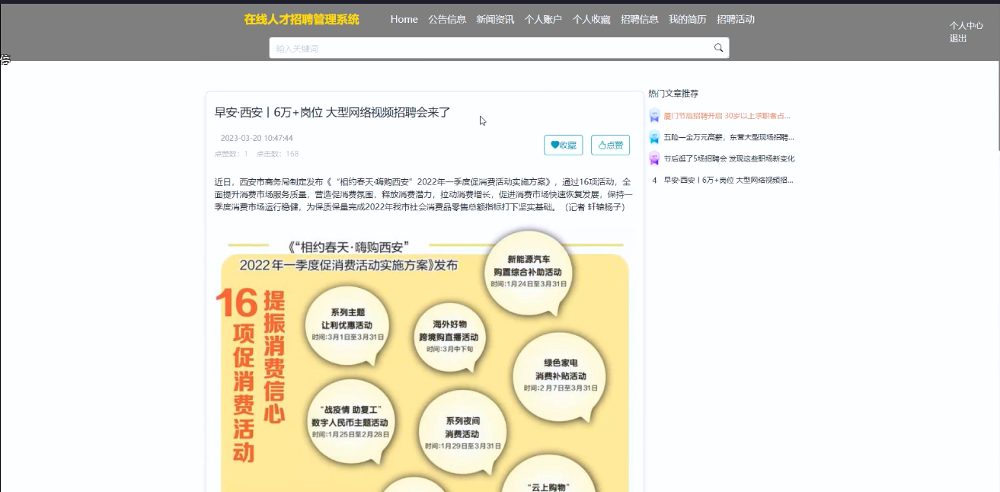 在线人才招聘管理系统
Home 公告信息 新闻资讯 个人账户 个人收藏 招聘信息 我的简历 招聘活动
个人中心
退出
输入关键词
停
早安·西安丨6万+岗位 大型网络视频招聘会来了
2023-03-20 10:47:44
点赞数：1 点击数：168
收藏
点赞
近日，西安市商务局制定发布《“相约春天·嗨购西安”2022年一季度促消费活动实施方案》，通过16项活动，全
面提升消费市场服务质量，营造促消费氛围，释放消费潜力，拉动消费增长，促进消费市场快速恢复发展，保持一
季度消费市场运行稳健，为保质保量完成2022年我市社会消费品零售总额指标打下坚实基础。（记者 轩辕杨子）
《“相约春天·嗨购西安”
2022年一季度促消费活动实施方案》发布
16项促消费活动
提振消费信心
新能源汽车
购置综合补助活动
时间:1月24日至3月31日
系列主题
让利优惠活动
时间:3月1日至3月31日
海外好物
跨境购直播活动
时间:3月中下旬
绿色家电
消费补贴活动
时间:2月7日至3月31日
“战疫情 助复工”
数字人民币主题活动
时间:1月25日至2月28日
系列夜间
消费活动
时间:1月29日至3月31日
“云上购物”
热门文章推荐
厦门节后招聘开启 30岁以上求职者占...
五险一金万元高薪，东营大型现场招聘...
节后逛了5场招聘会 发现这些职场新变化
4 早安·西安丨6万+岗位 大型网络视频招...